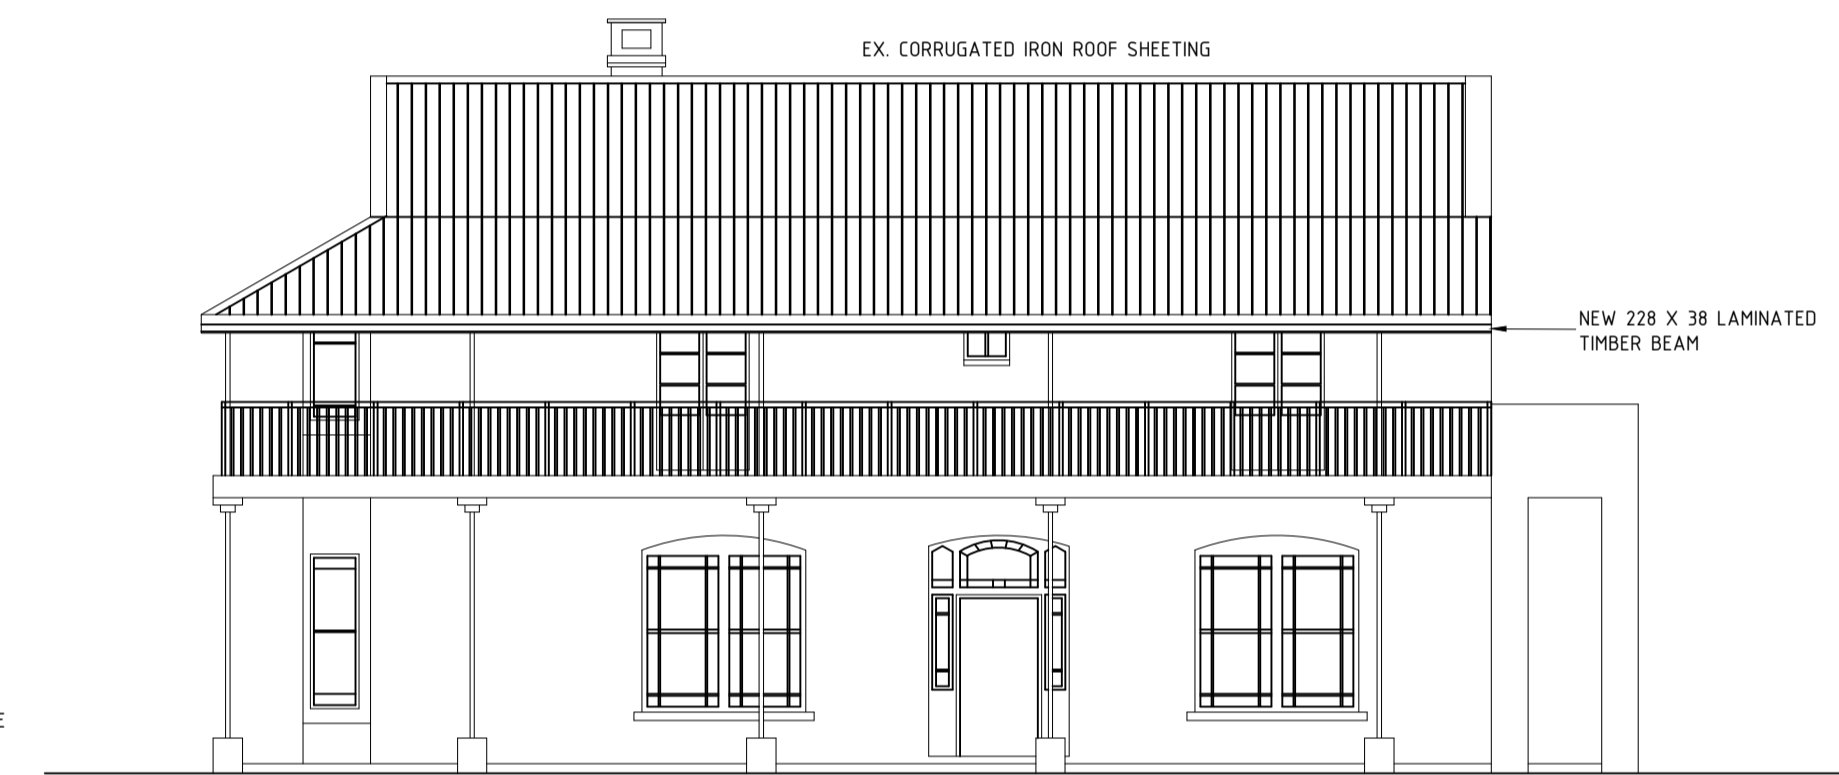 EX. CORRUGATED IRON ROOF SHEETING
NEW 228 X 38 LAMINATED
TIMBER BEAM
E